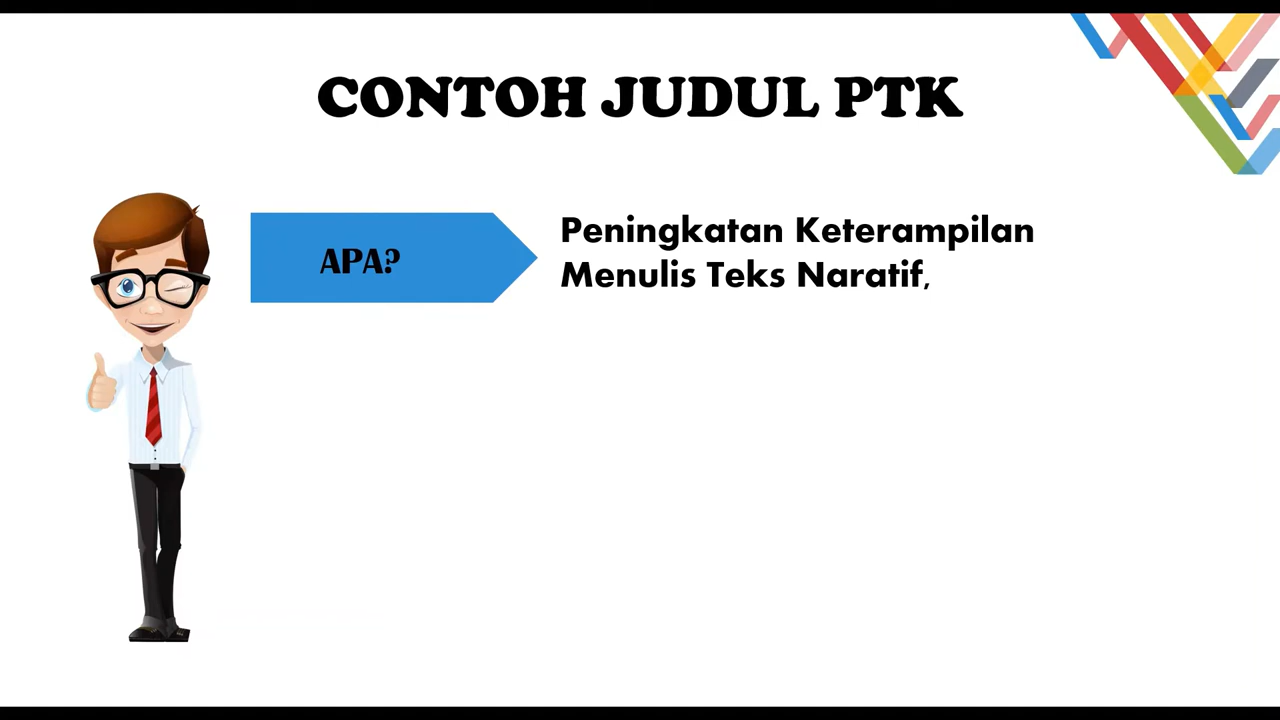 CONTOH JUDUL PTK
APA?
Peningkatan Keterampilan
Menulis Teks Naratif,